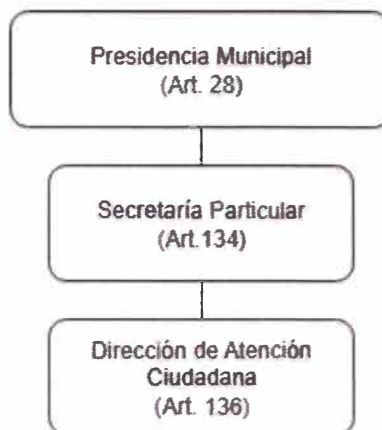 Presidencia Municipal
(Art. 28)
Secretaría Particular
(Art.134)
Dirección de Atención
Ciudadana
(Art. 136)